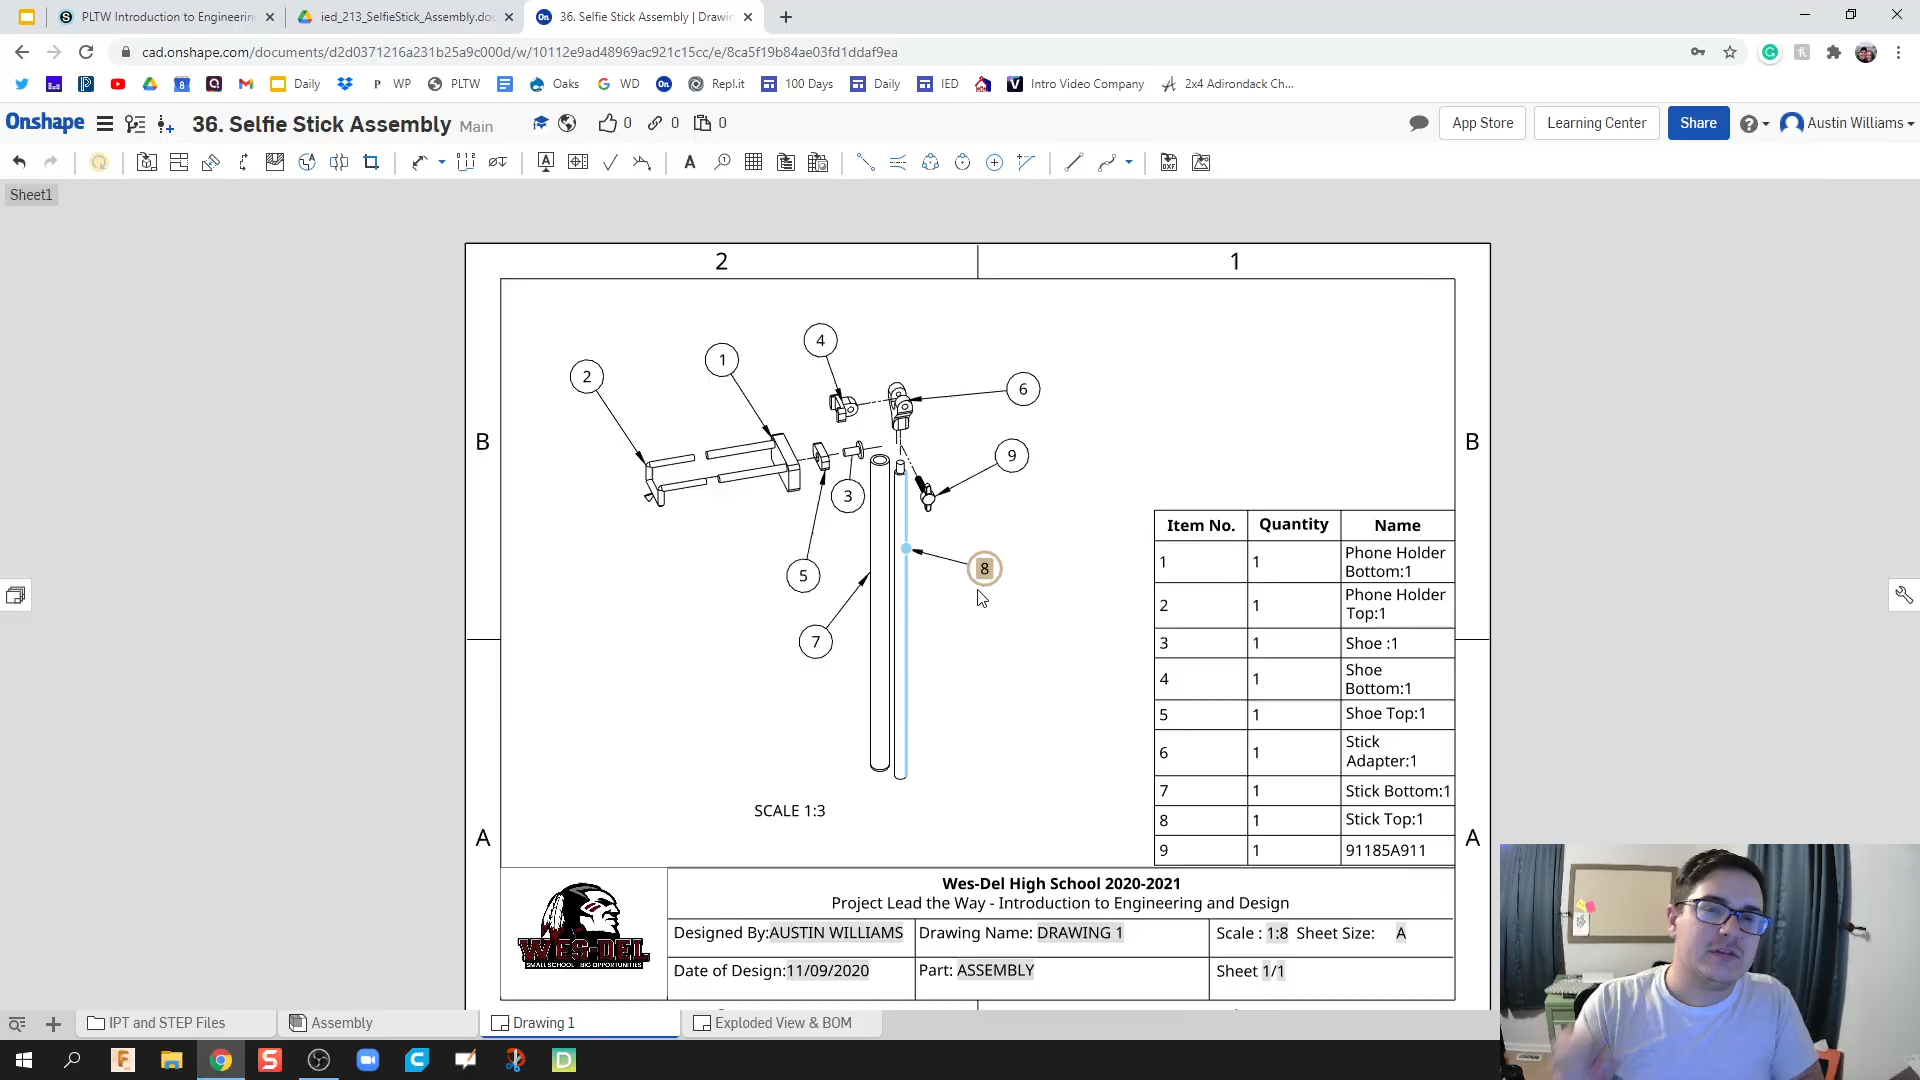 PLTW Introduction to Engineerin
ied_213_SelfieStick_Assembly.do
36. Selfie Stick Assembly | Drawin
cad.onshape.com/documents/d2d0371216a231b25a9c000d/w/10112e9ad48969ac921c15cc/e/8ca5f19b84ae03fd1ddaf9ea
Daily
P WP
PLTW
Oaks
G WD
On
Repl.it
100 Days
Daily
IED
Intro Video Company
2x4 Adirondack Ch...
Onshape
36. Selfie Stick Assembly Main
0
0
0
App Store
Learning Center
Share
Austin Williams
Sheet1
2
1
B
B
A
A
4
1
2
6
9
3
5
8
7
SCALE 1:3
Item No. Quantity Name
1 1 Phone Holder
Bottom:1
2 1 Phone Holder
Top:1
3 1 Shoe :1
4 1 Shoe
Bottom:1
5 1 Shoe Top:1
6 1 Stick
Adapter:1
7 1 Stick Bottom:1
8 1 Stick Top:1
9 1 91185A911
WES-DEL
SMALL SCHOOL BIG OPPORTUNITIES
Wes-Del High School 2020-2021
Project Lead the Way - Introduction to Engineering and Design
Designed By:AUSTIN WILLIAMS
Drawing Name: DRAWING 1
Scale : 1:8 Sheet Size: A
Date of Design:11/09/2020
Part: ASSEMBLY
Sheet 1/1
IPT and STEP Files
Assembly
Drawing 1
Exploded View & BOM